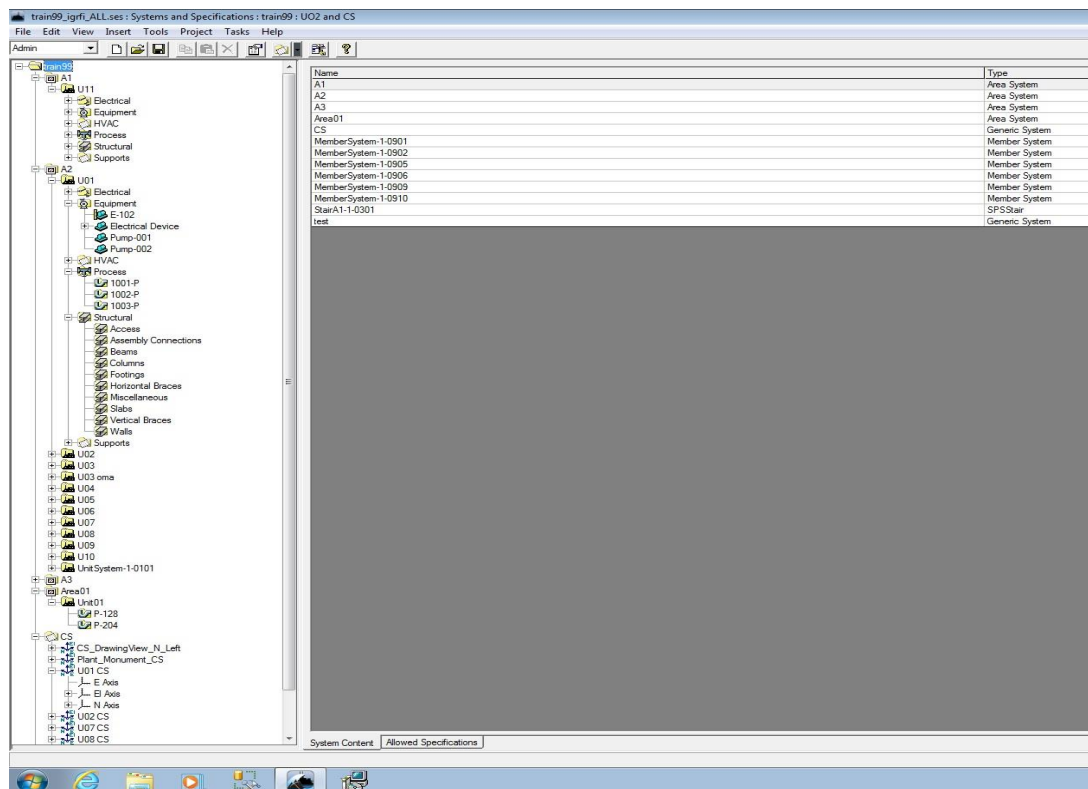 train99_igrfi_ALL.ses : Systems and Specifications : train99 : UO2 and CS
File Edit View Insert Tools Project Tasks Help
Admin
train99
A1
U11
Electrical
Equipment
HVAC
Process
Structural
Supports
A2
U01
Electrical
Equipment
E-102
Electrical Device
Pump-001
Pump-002
HVAC
Process
1001-P
1002-P
1003-P
Structural
Access
Assembly Connections
Beams
Columns
Footings
Horizontal Braces
Miscellaneous
Slabs
Vertical Braces
Walls
Supports
U02
U03
U03 oma
U04
U05
U06
U07
U08
U09
U10
UnitSystem-1-0101
A3
Area01
Unit01
P-128
P-204
CS
CS_DrawingView_N_Left
Plant_Monument_CS
U01 CS
E Axis
El Axis
N Axis
U02 CS
U07 CS
U08 CS
Name Type
A1 Area System
A2 Area System
A3 Area System
Area01 Area System
CS Generic System
MemberSystem-1-0901 Member System
MemberSystem-1-0902 Member System
MemberSystem-1-0905 Member System
MemberSystem-1-0906 Member System
MemberSystem-1-0909 Member System
MemberSystem-1-0910 Member System
StairA1-1-0301 SPSStair
test Generic System
System Content Allowed Specifications